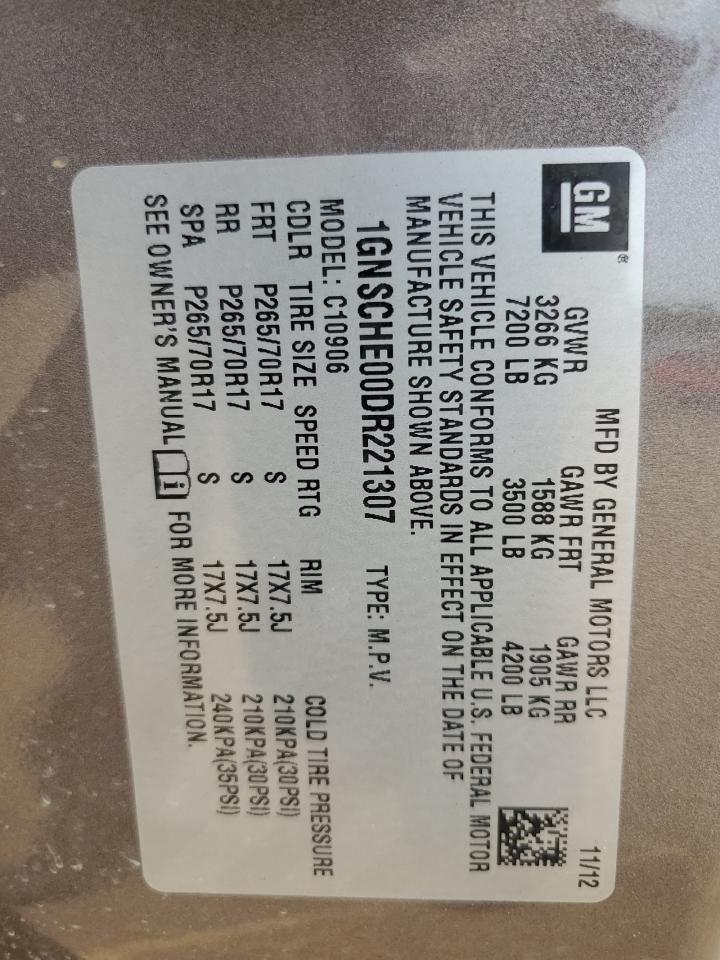 GM®
MFD BY GENERAL MOTORS LLC 11/12
GVWR GAWR FRT GAWR RR
3266 KG 1588 KG 1905 KG
7200 LB 3500 LB 4200 LB
THIS VEHICLE CONFORMS TO ALL APPLICABLE U.S. FEDERAL MOTOR
VEHICLE SAFETY STANDARDS IN EFFECT ON THE DATE OF
MANUFACTURE SHOWN ABOVE.
1GNSCHE00DR221307 TYPE: M.P.V.
MODEL: C10906
CDLR TIRE SIZE SPEED RTG RIM COLD TIRE PRESSURE
FRT P265/70R17 S 17X7.5J 210KPA(30PSI)
RR P265/70R17 S 17X7.5J 210KPA(30PSI)
SPA P265/70R17 S 17X7.5J 240KPA(35PSI)
SEE OWNER'S MANUAL i FOR MORE INFORMATION.